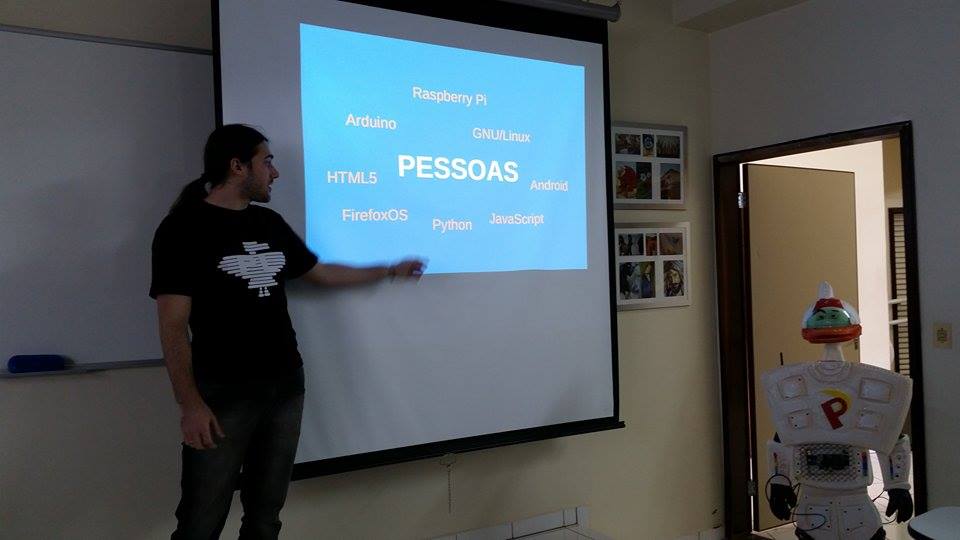 Raspberry Pi
Arduino
GNU/Linux
PESSOAS
HTML5
Android
FirefoxOS
Python
JavaScript
P